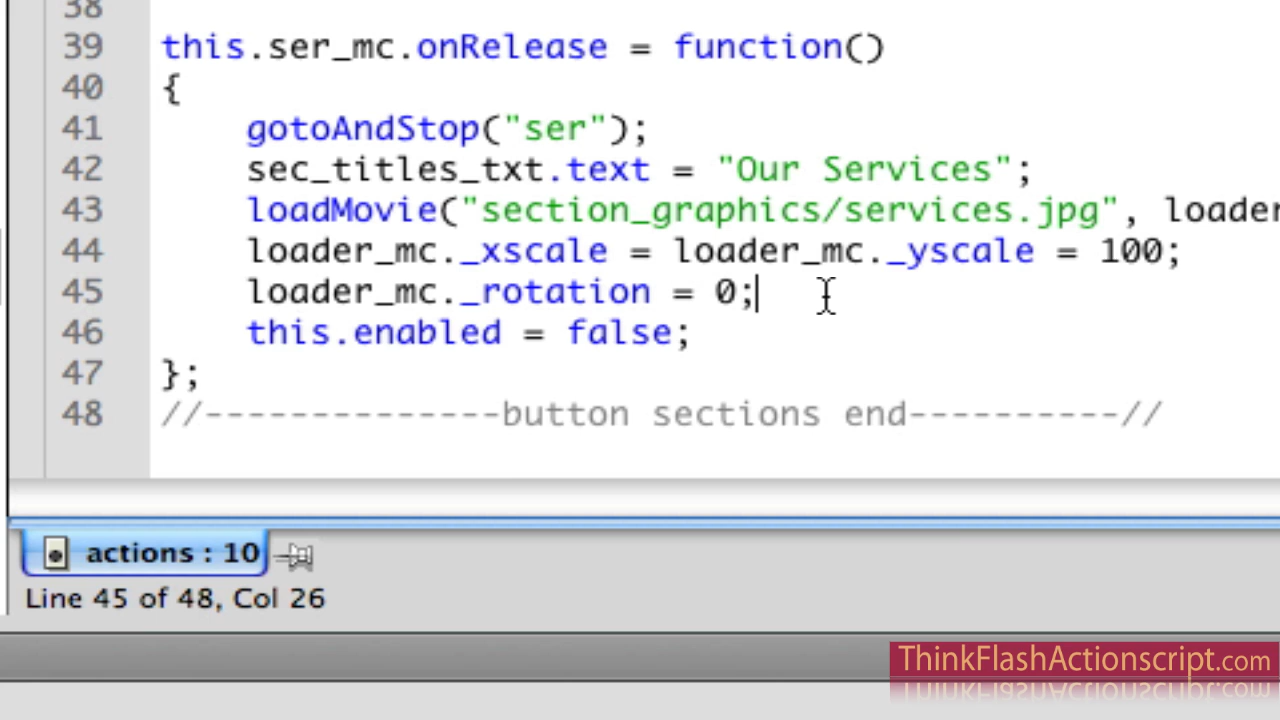 38
39 this.ser_mc.onRelease = function()
40 {
41 gotoAndStop("ser");
42 sec_titles_txt.text = "Our Services";
43 loadMovie("section_graphics/services.jpg", loader
44 loader_mc._xscale = loader_mc._yscale = 100;
45 loader_mc._rotation = 0;
46 this.enabled = false;
47 };
48 //--------------button sections end----------//
actions : 10
Line 45 of 48, Col 26
ThinkFlashActionscript.com